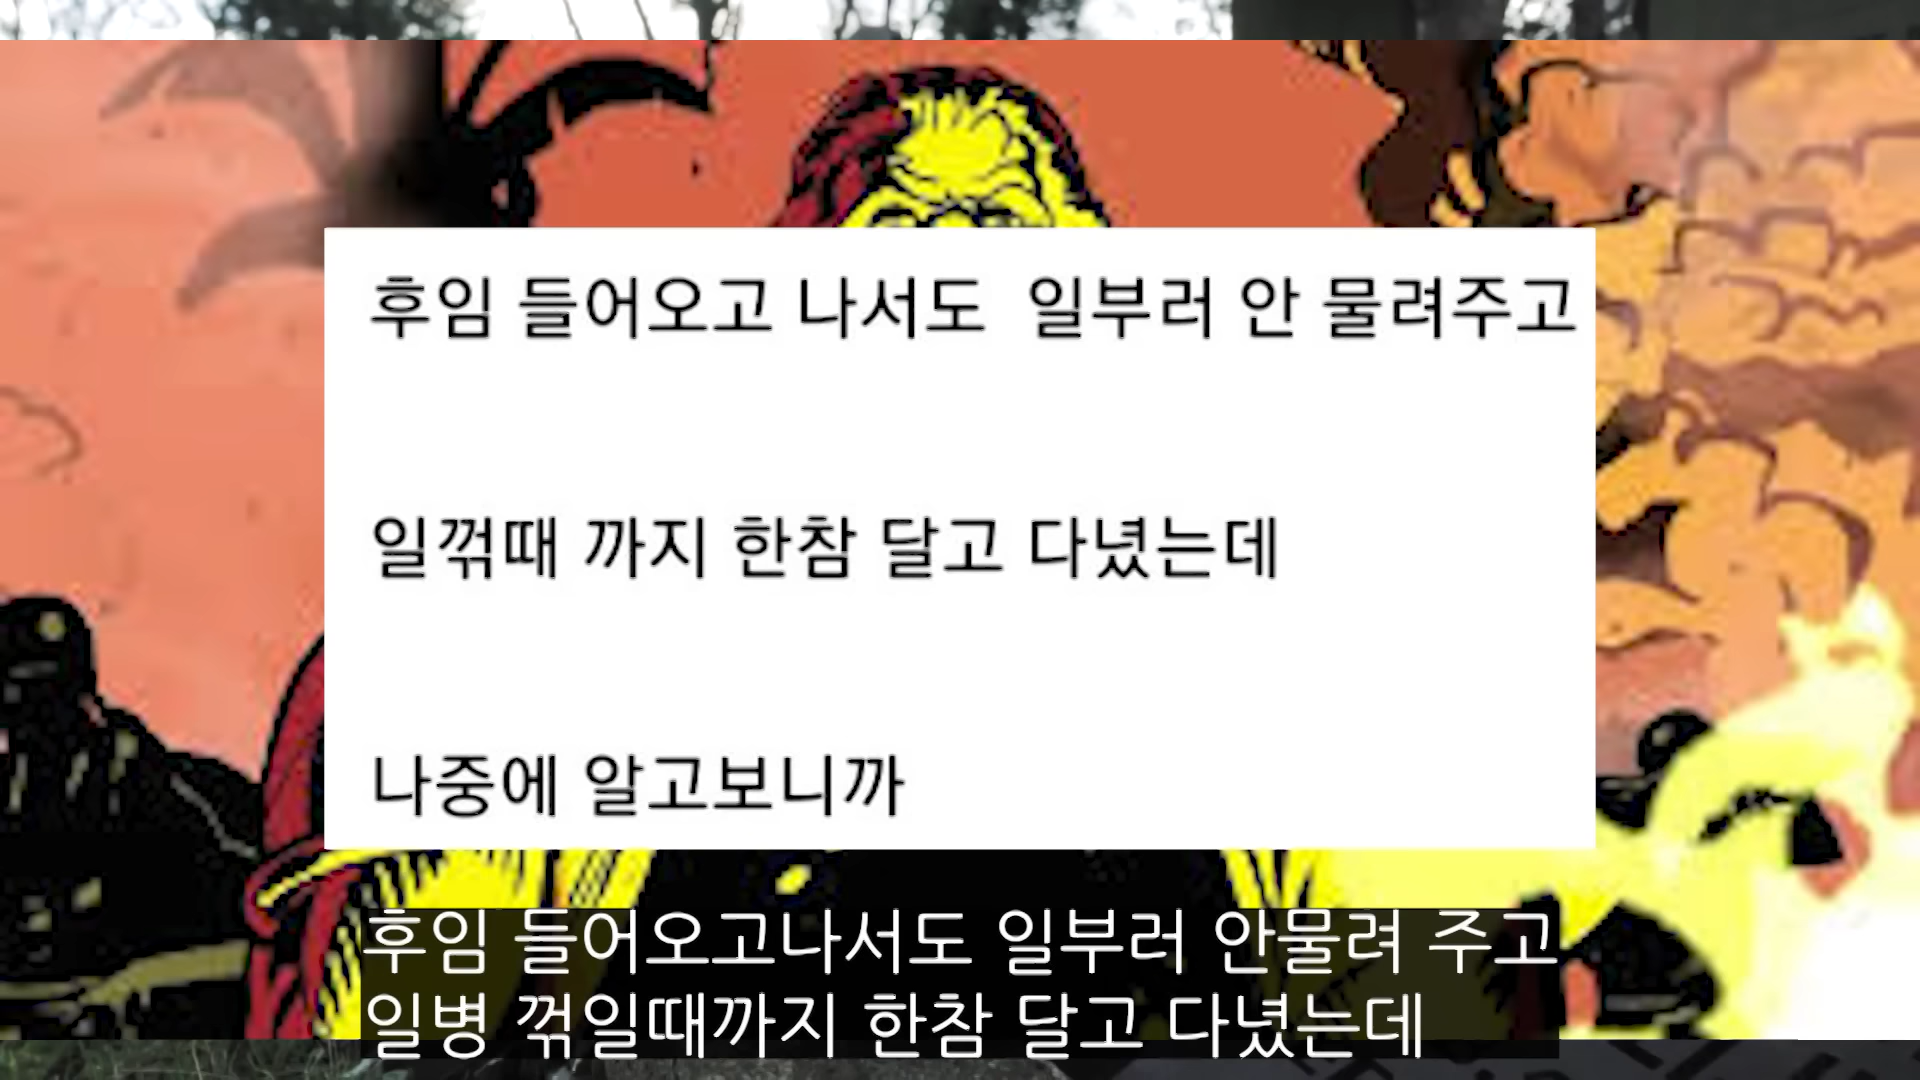 후임 들어오고 나서도 일부러 안 물려주고
일꺾때 까지 한참 달고 다녔는데
나중에 알고보니까
후임 들어오고나서도 일부러 안물려 주고
일병 꺾일때까지 한참 달고 다녔는데